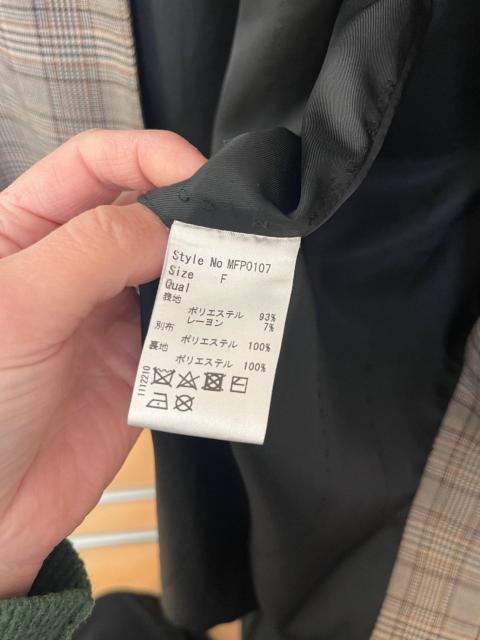 Style No MFP0107
Size F
Qual
表地
ポリエステル 93%
レーヨン 7%
別布
ポリエステル 100%
裏地
ポリエステル 100%
1112210